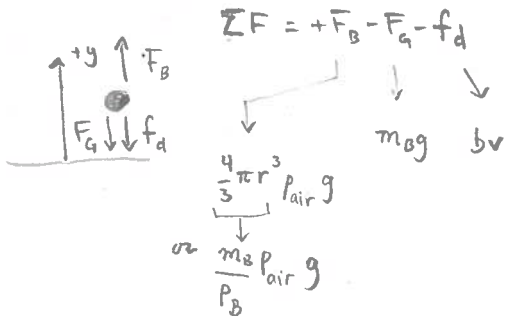 ΣF = +F_B - F_G - f_d
+y F_B
F_G f_d
m_B g bv
4/3 πr³ ρ_air g
or m_B/ρ_B ρ_air g